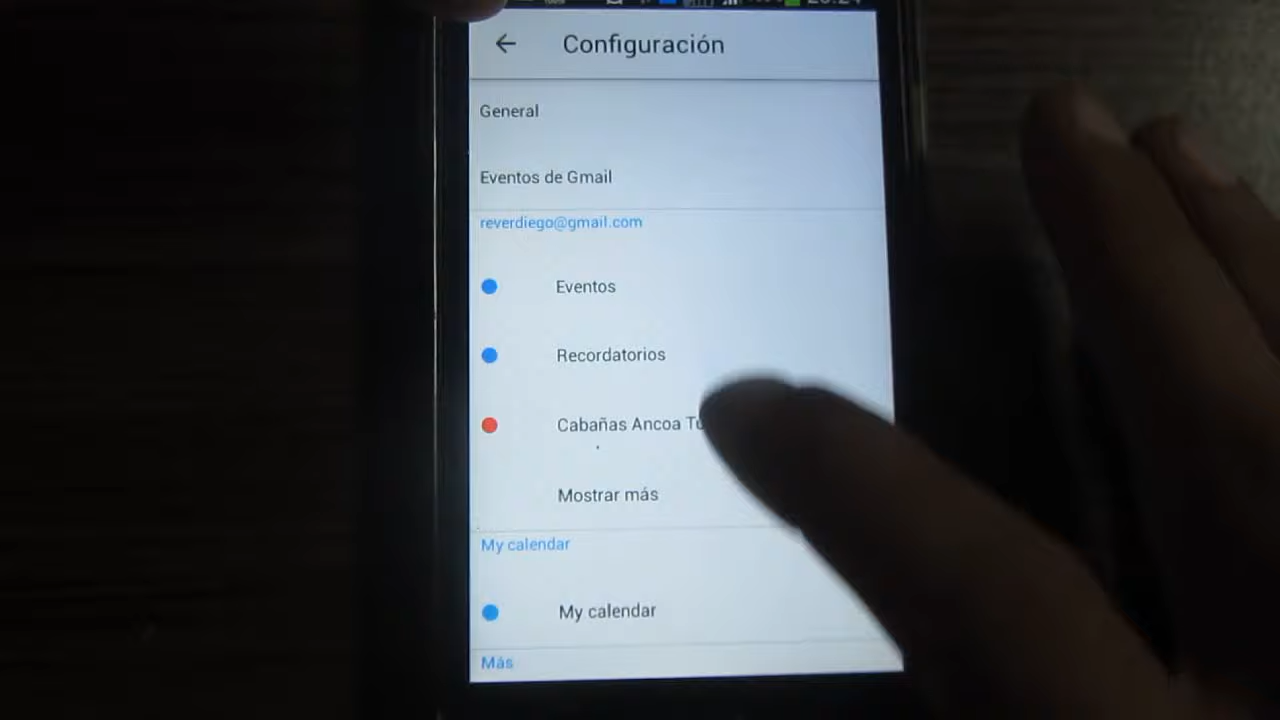 Configuración
General
Eventos de Gmail
reverdiego@gmail.com
Eventos
Recordatorios
Cabañas Ancoa
Mostrar más
My calendar
My calendar
Más